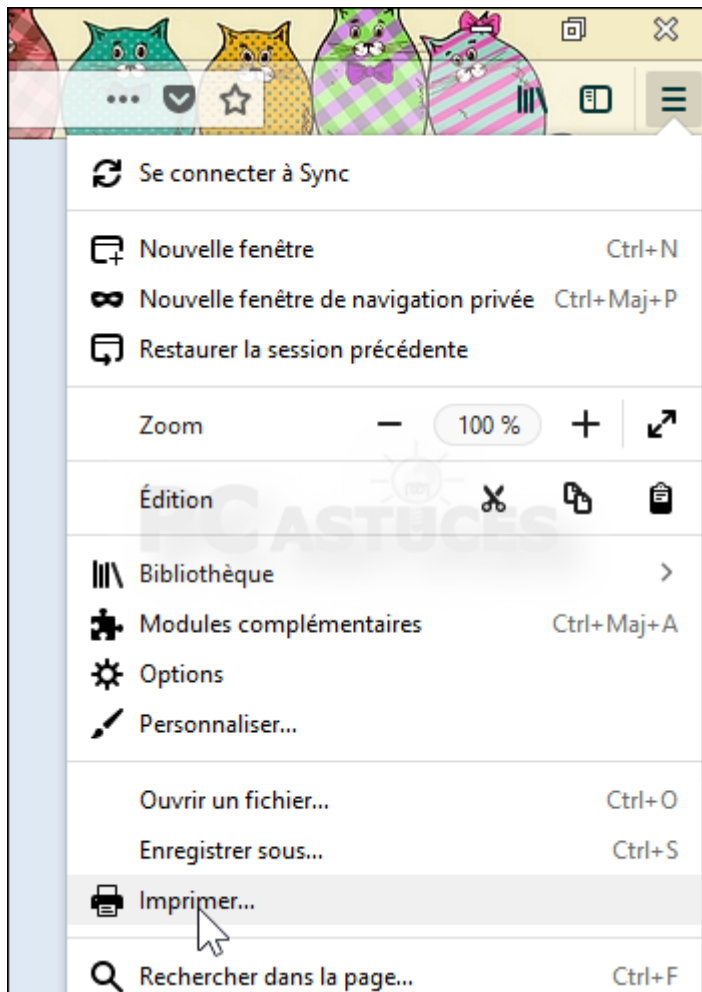 Se connecter à Sync
Nouvelle fenêtre Ctrl+N
Nouvelle fenêtre de navigation privée Ctrl+Maj+P
Restaurer la session précédente
Zoom 100 %
Édition
PC ASTUCES
Bibliothèque
Modules complémentaires Ctrl+Maj+A
Options
Personnaliser...
Ouvrir un fichier... Ctrl+O
Enregistrer sous... Ctrl+S
Imprimer...
Rechercher dans la page... Ctrl+F